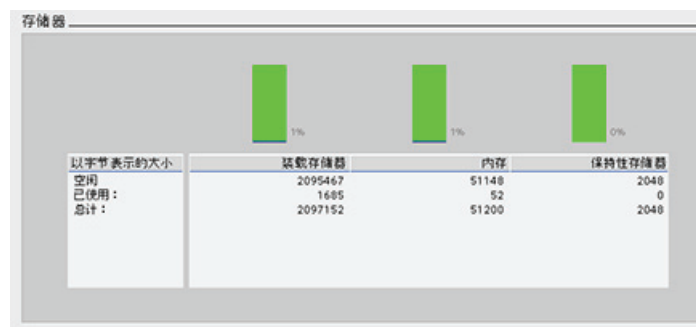 存储器
1% 1% 0%
以字节表示的大小 装载存储器 内存 保持性存储器
空闲 2095467 51148 2048
已使用： 1685 52 0
总计： 2097152 51200 2048